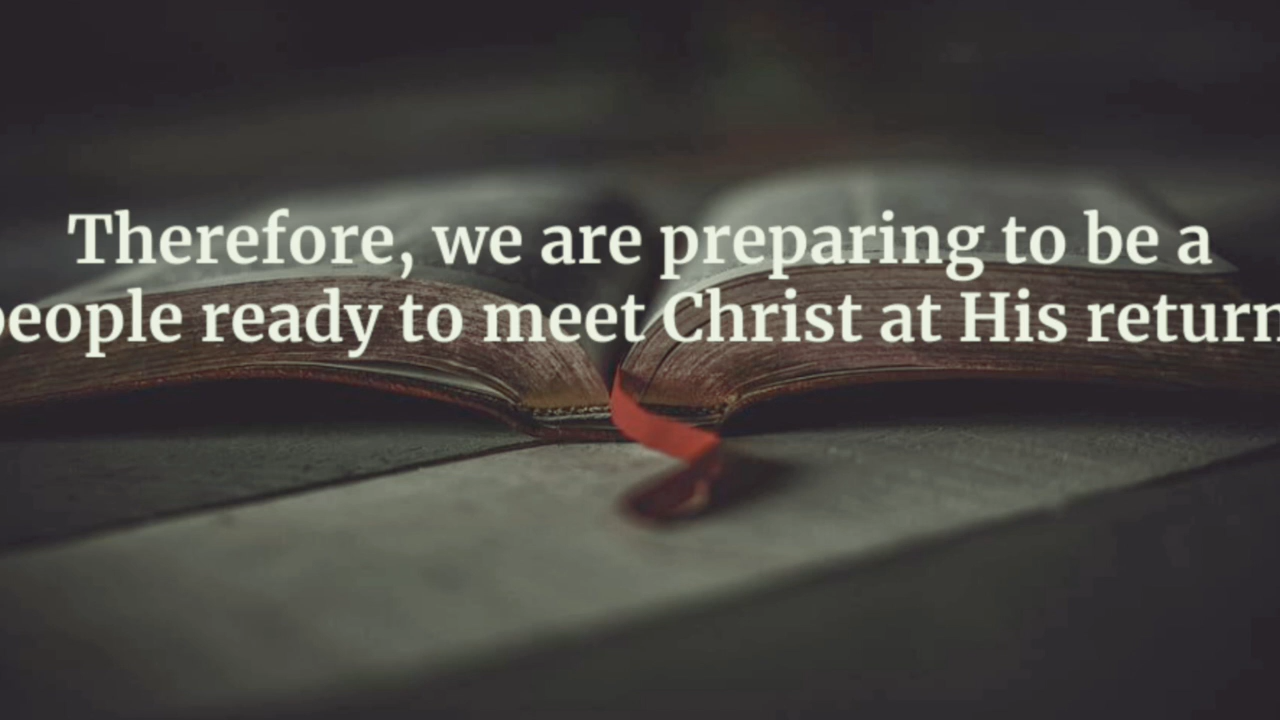 Therefore, we are preparing to be a
people ready to meet Christ at His return